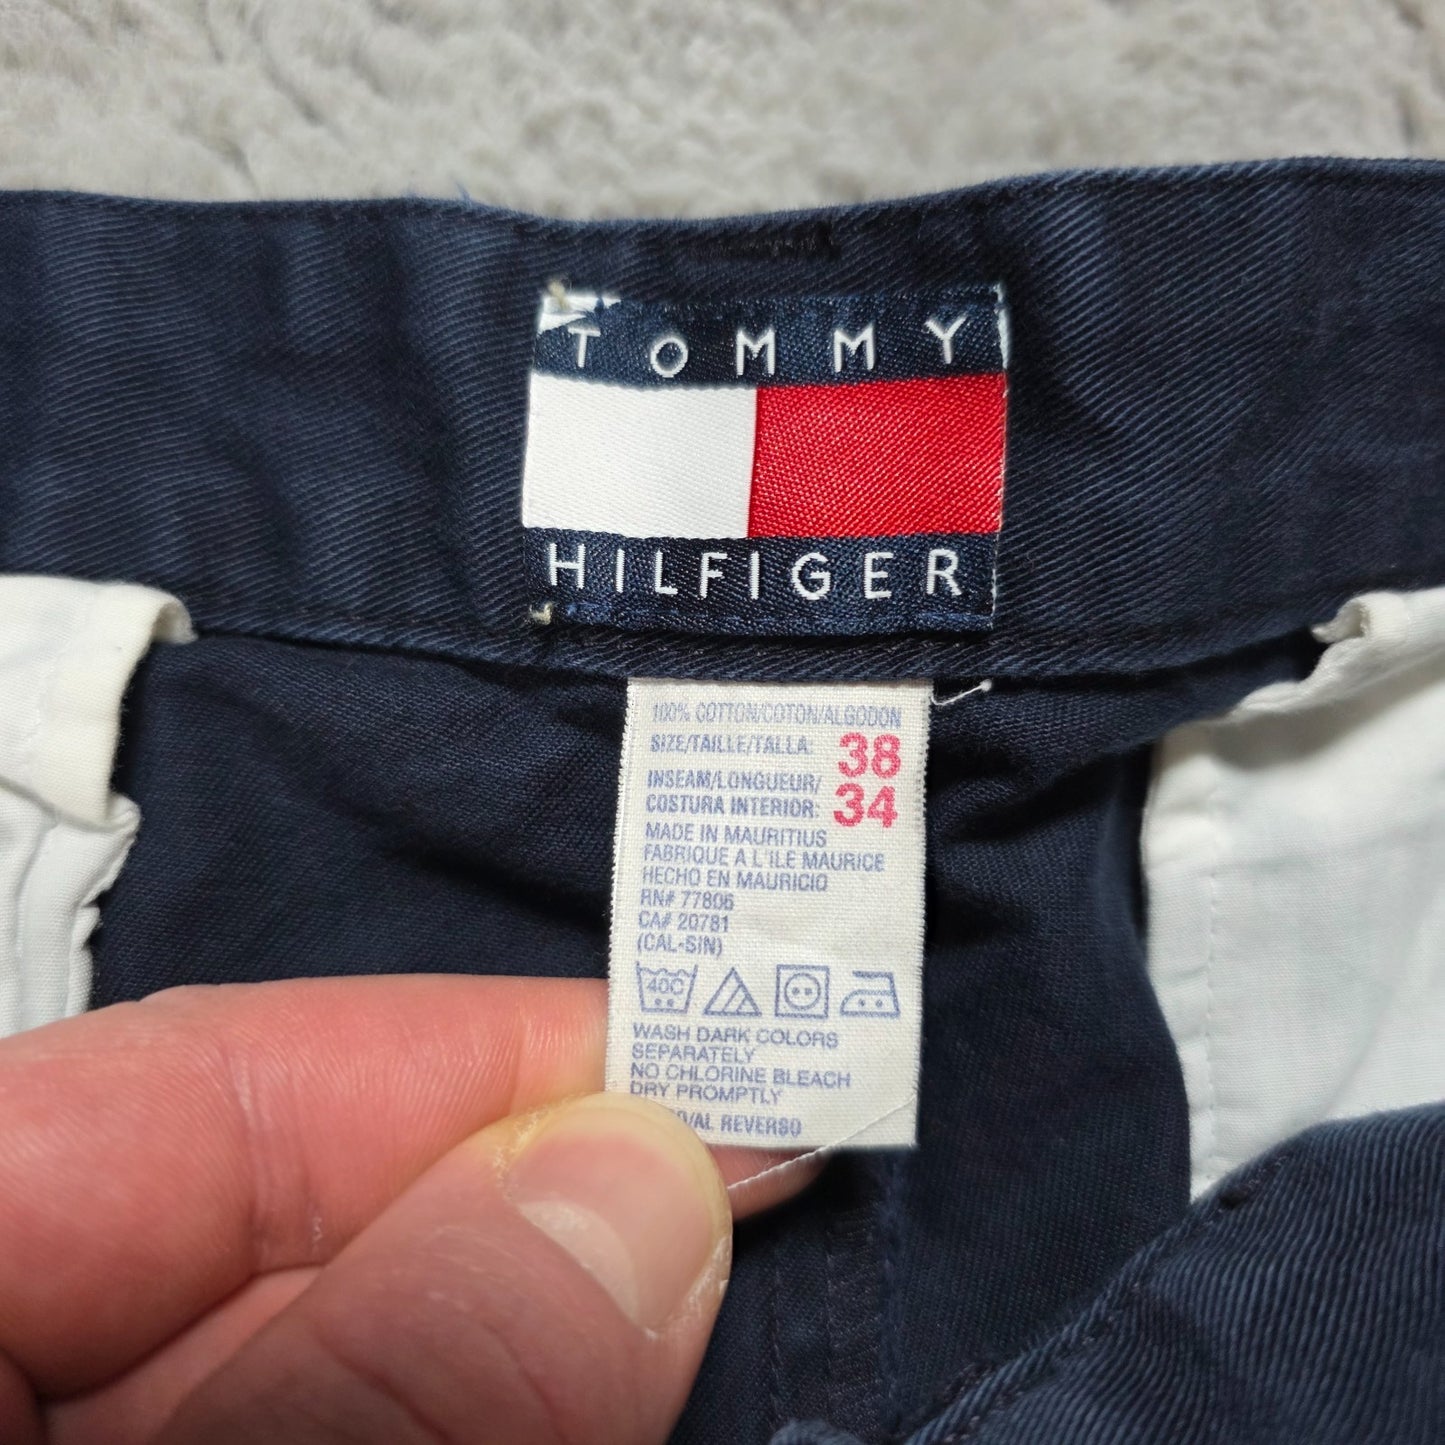 TOMMY
HILFIGER
100% COTTON/COTON/ALGODON
SIZE/TAILLE/TALLA: 38
INSEAM/LONGUEUR/
COSTURA INTERIOR: 34
MADE IN MAURITIUS
FABRIQUE A L'ILE MAURICE
HECHO EN MAURICIO
RN# 77806
CA# 20781
(CAL-SIN)
40C
WASH DARK COLORS
SEPARATELY
NO CHLORINE BLEACH
DRY PROMPTLY
/AL REVERSO